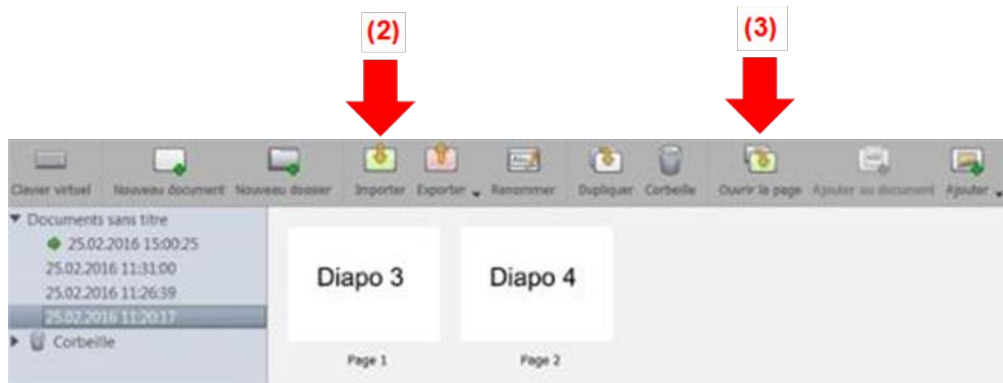 (2)
(3)
Clavier virtuel Nouveau document Nouveau dossier Importer Exporter Renommer Dupliquer Corbeille Ouvrir la page Ajouter au document Ajouter
Documents sans titre
25.02.2016 15:00:25
25.02.2016 11:31:00
25.02.2016 11:26:39
25.02.2016 11:20:17
Corbeille
Diapo 3
Diapo 4
Page 1
Page 2